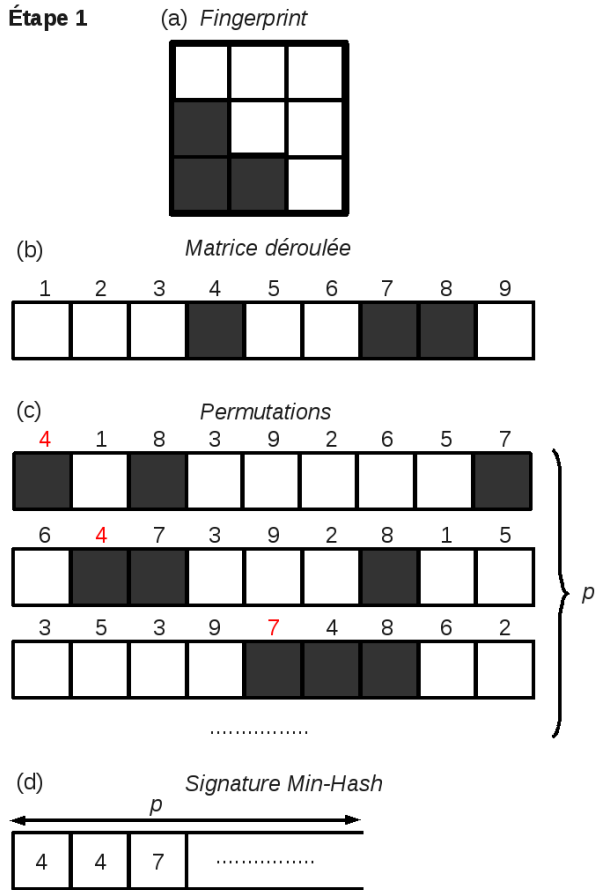 Étape 1
(a) Fingerprint
(b) Matrice déroulée
1 2 3 4 5 6 7 8 9
(c) Permutations
4 1 8 3 9 2 6 5 7
6 4 7 3 9 2 8 1 5
p
3 5 3 9 7 4 8 6 2
................
(d) Signature Min-Hash
p
4 4 7 ................